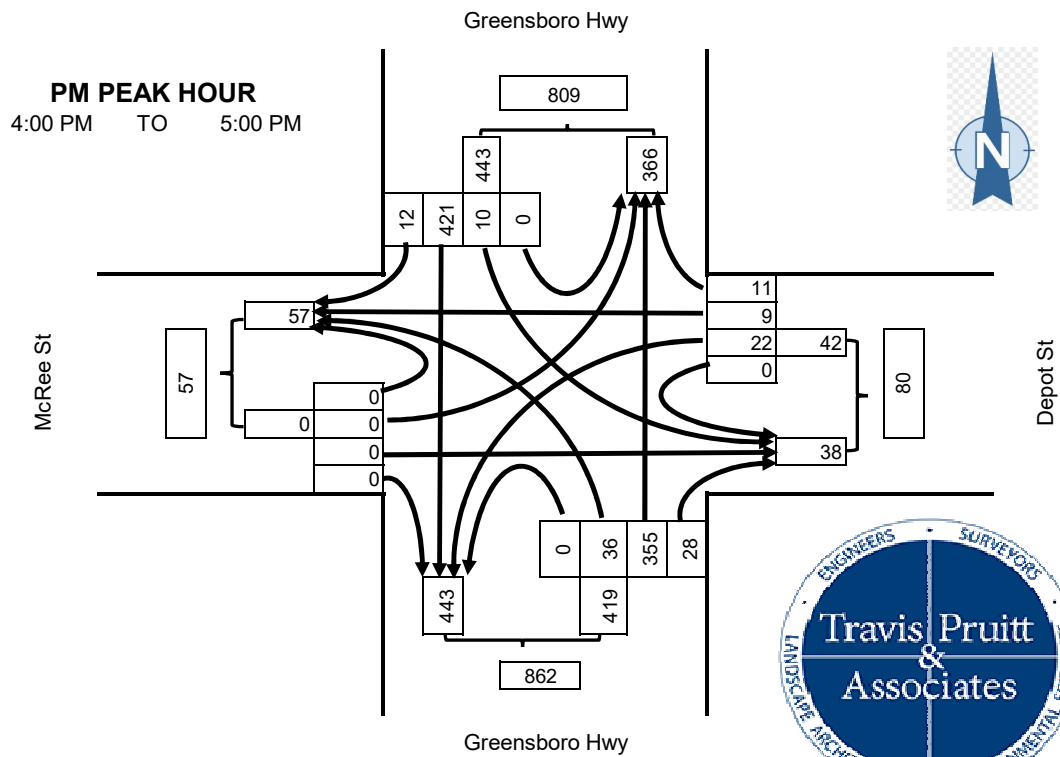 Greensboro Hwy
PM PEAK HOUR
4:00 PM TO 5:00 PM
809
443
366
N
12 421 10 0
11
57
9
22 42
0
57
80
McRee St
Depot St
0
0 0
0
0
38
0 36 355 28
443
419
862
Greensboro Hwy
ENGINEERS · SURVEYORS
Travis Pruitt
&
Associates